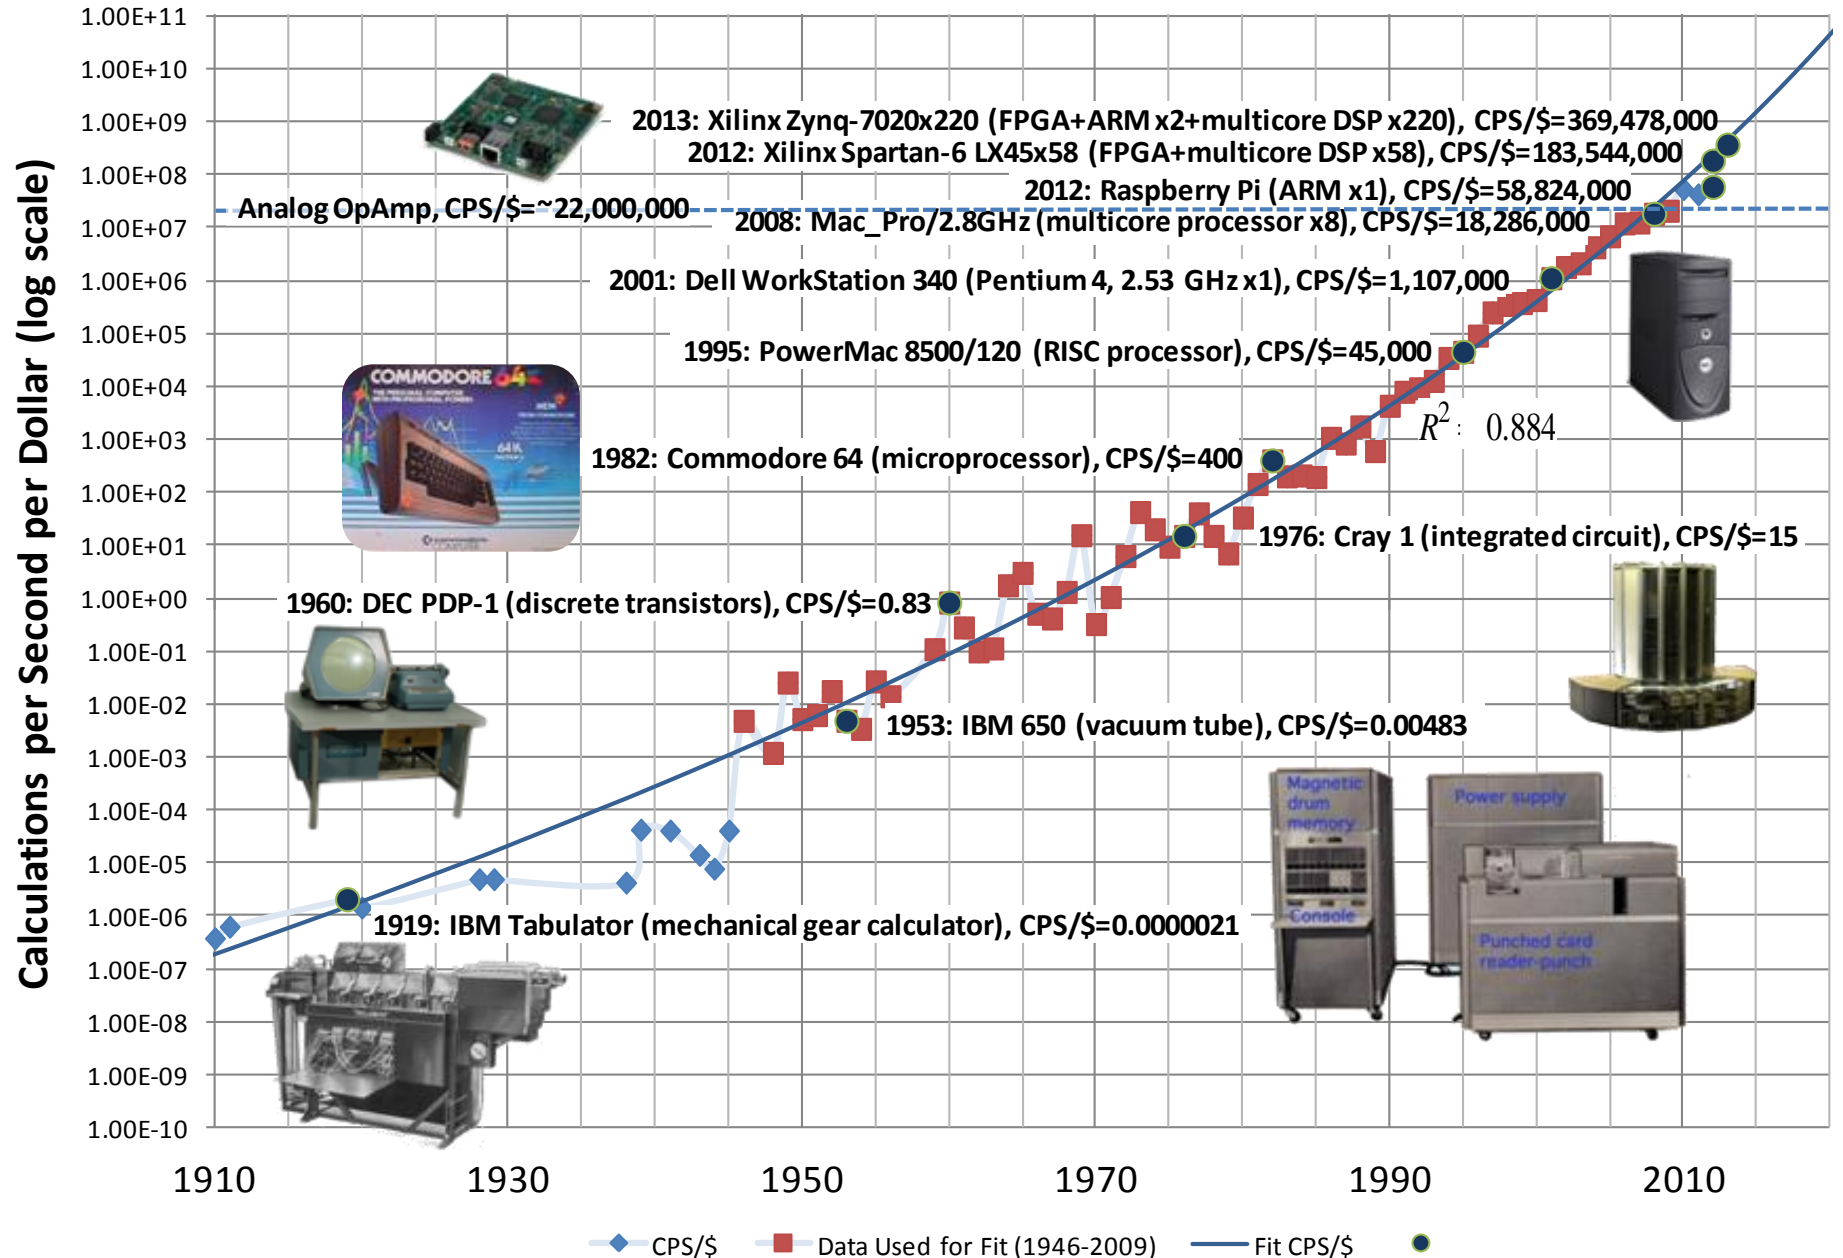 Calculations per Second per Dollar (log scale)
1.00E+11
1.00E+10
1.00E+09
1.00E+08
1.00E+07
1.00E+06
1.00E+05
1.00E+04
1.00E+03
1.00E+02
1.00E+01
1.00E+00
1.00E-01
1.00E-02
1.00E-03
1.00E-04
1.00E-05
1.00E-06
1.00E-07
1.00E-08
1.00E-09
1.00E-10
2013: Xilinx Zynq-7020x220 (FPGA+ARM x2+multicore DSP x220), CPS/$=369,478,000
2012: Xilinx Spartan-6 LX45x58 (FPGA+multicore DSP x58), CPS/$=183,544,000
2012: Raspberry Pi (ARM x1), CPS/$=58,824,000
Analog OpAmp, CPS/$=~22,000,000
2008: Mac_Pro/2.8GHz (multicore processor x8), CPS/$=18,286,000
2001: Dell WorkStation 340 (Pentium 4, 2.53 GHz x1), CPS/$=1,107,000
1995: PowerMac 8500/120 (RISC processor), CPS/$=45,000
COMMODORE 64
THE PERSONAL COMPUTER
WITH PROFESSIONAL POWER
NEW
64K
R²: 0.884
1982: Commodore 64 (microprocessor), CPS/$=400
1976: Cray 1 (integrated circuit), CPS/$=15
1960: DEC PDP-1 (discrete transistors), CPS/$=0.83
1953: IBM 650 (vacuum tube), CPS/$=0.00483
Magnetic
drum
memory
Console
Power supply
Punched card
reader-punch
1919: IBM Tabulator (mechanical gear calculator), CPS/$=0.0000021
1910 1930 1950 1970 1990 2010
CPS/$ Data Used for Fit (1946-2009) Fit CPS/$